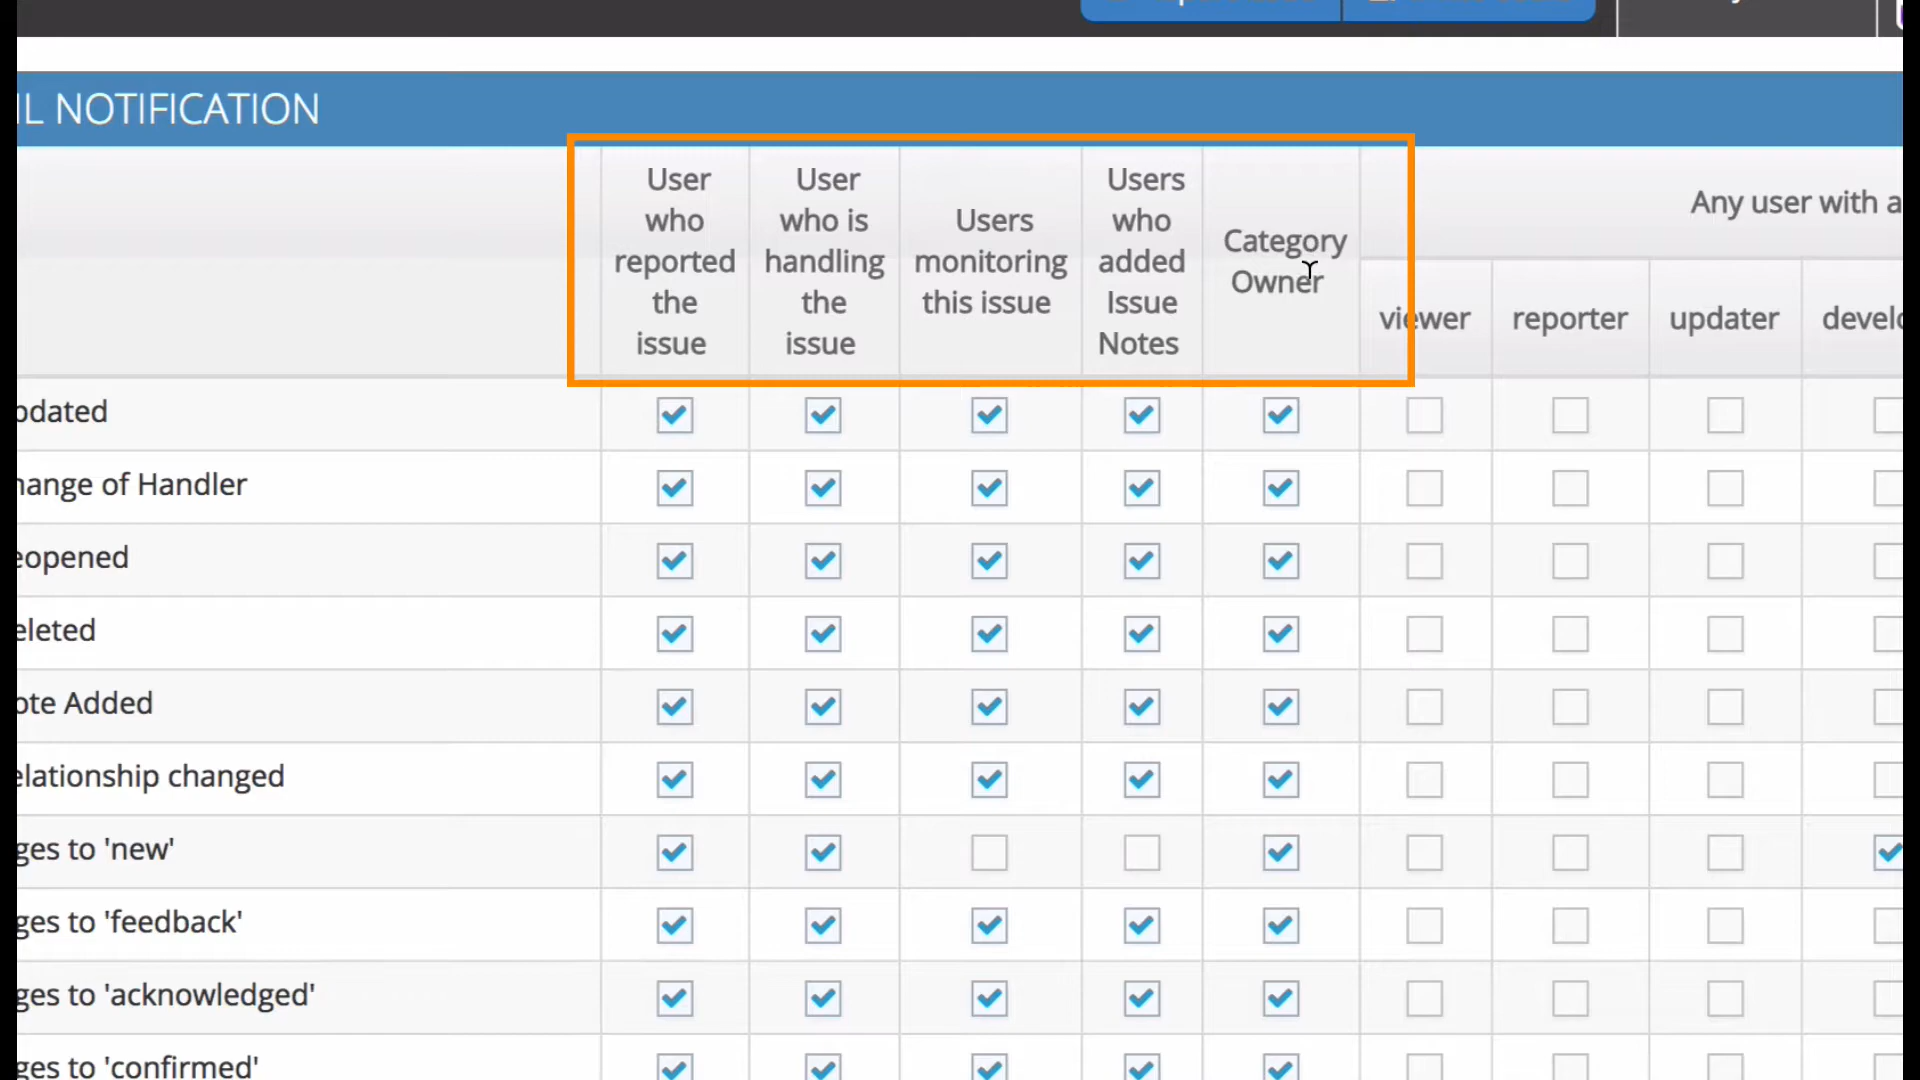 IL NOTIFICATION
User who reported the issue
User who is handling the issue
Users monitoring this issue
Users who added Issue Notes
Category Owner
Any user with a
viewer reporter updater develo
pdated
hange of Handler
eopened
eleted
ote Added
elationship changed
ges to 'new'
ges to 'feedback'
ges to 'acknowledged'
ges to 'confirmed'